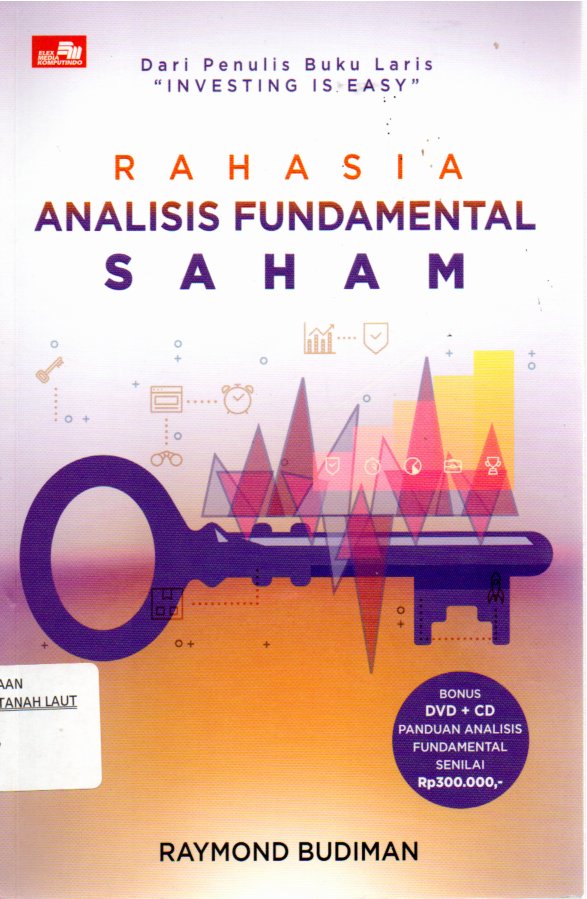 ELEX
MEDIA
KOMPUTINDO
Dari Penulis Buku Laris
“INVESTING IS EASY”
RAHASIA
ANALISIS FUNDAMENTAL
SAHAM
AAN
TANAH LAUT
BONUS
DVD + CD
PANDUAN ANALISIS
FUNDAMENTAL
SENILAI
Rp300.000,-
RAYMOND BUDIMAN